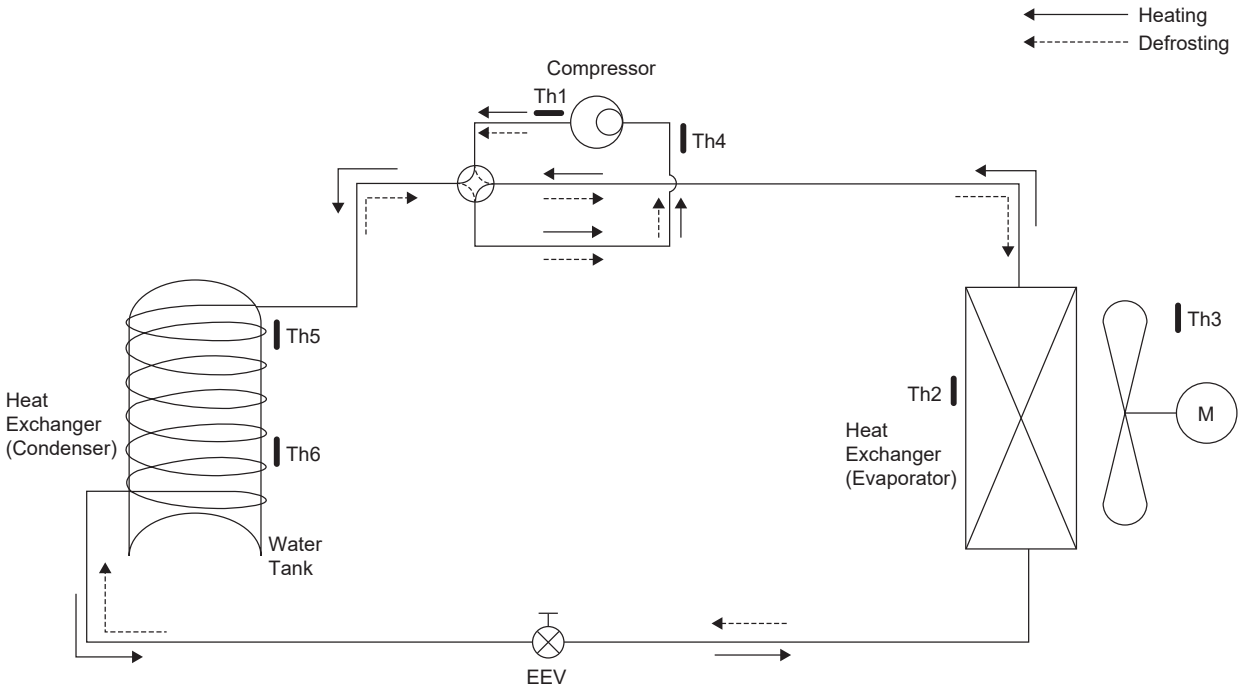 Heating
Defrosting
Compressor
Th1
Th4
Th5
Th3
Th2
Heat
Exchanger
(Condenser)
Th6
M
Heat
Exchanger
(Evaporator)
Water
Tank
EEV